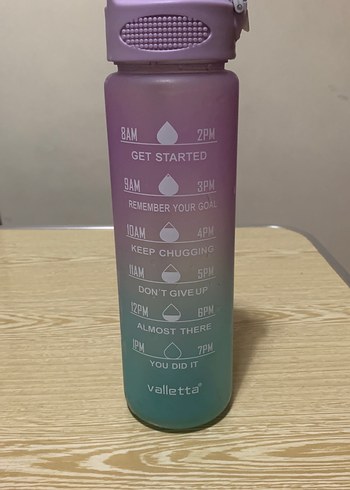 8AM 2PM
GET STARTED
9AM 3PM
REMEMBER YOUR GOAL
10AM 4PM
KEEP CHUGGING
11AM 5PM
DON'T GIVE UP
12PM 6PM
ALMOST THERE
1PM 7PM
YOU DID IT
valletta